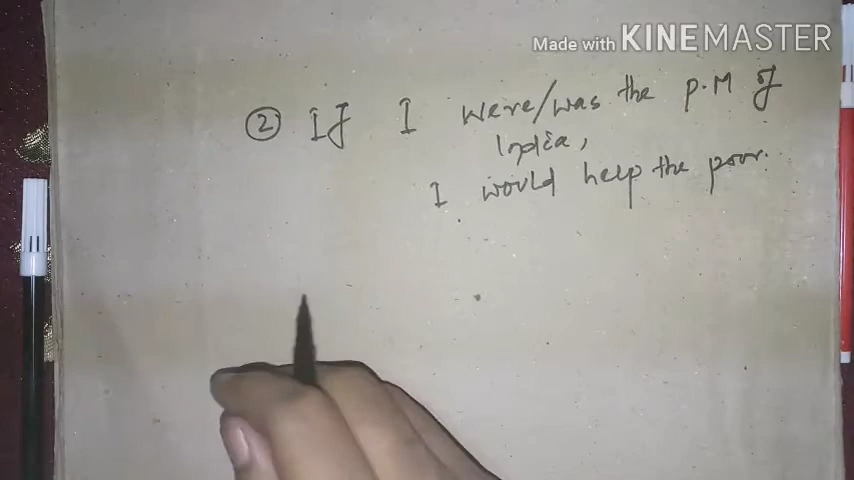 Made with KINEMASTER
② If I were/was the P.M of
India,
I would help the poor.